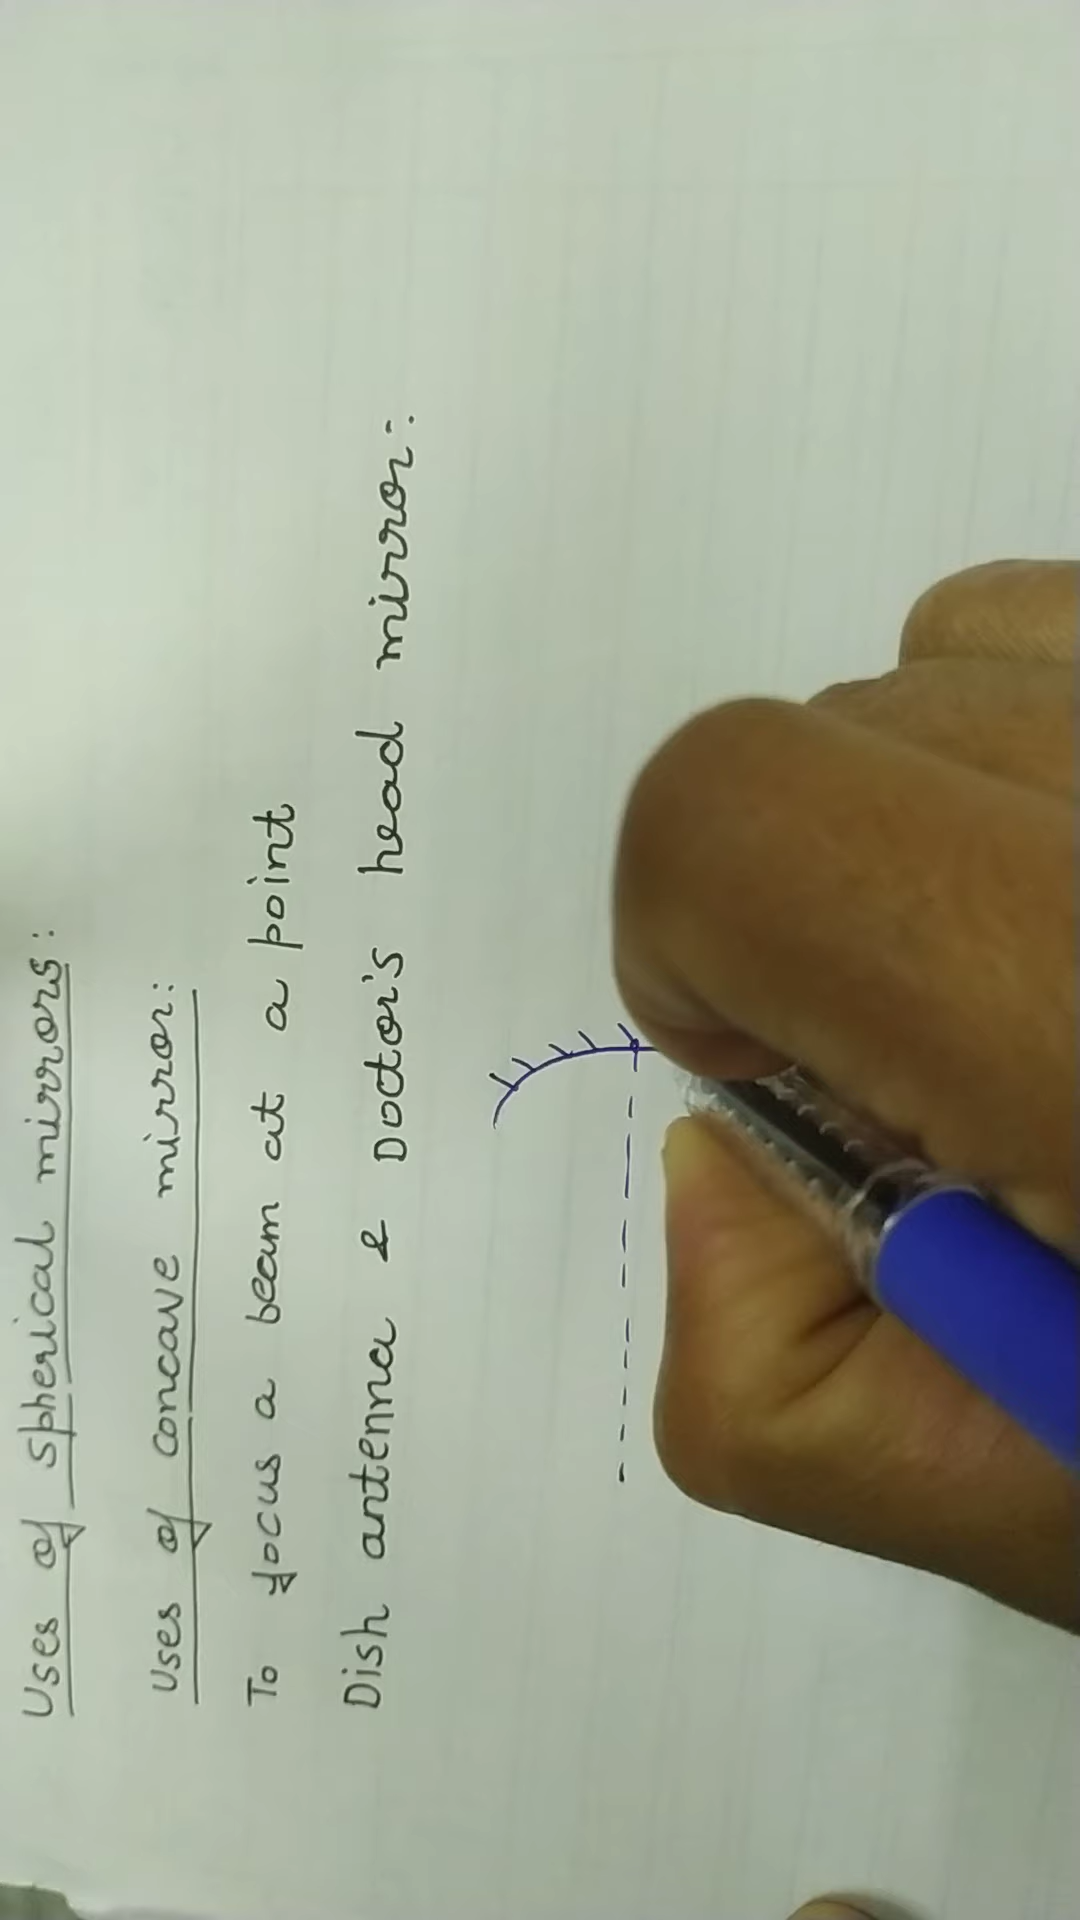 Uses of spherical mirrors:
Uses of concave mirror:
To focus a beam at a point
Dish antenna & Doctor's head mirror: